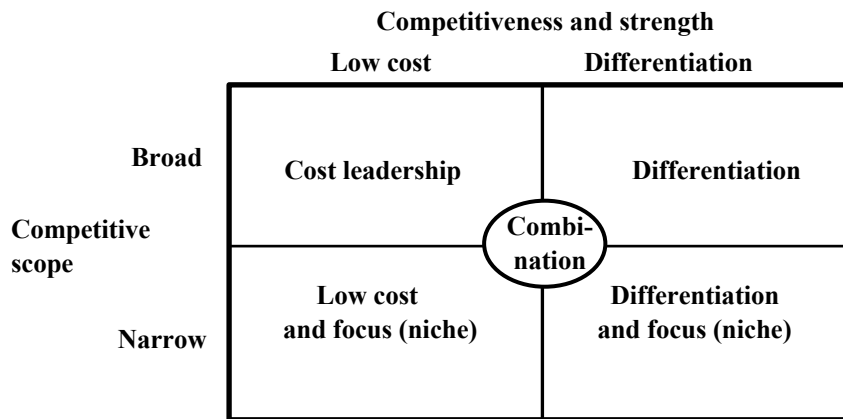 Competitiveness and strength
Low cost
Differentiation
Broad
Cost leadership
Differentiation
Competitive
scope
Combi-
nation
Narrow
Low cost
and focus (niche)
Differentiation
and focus (niche)